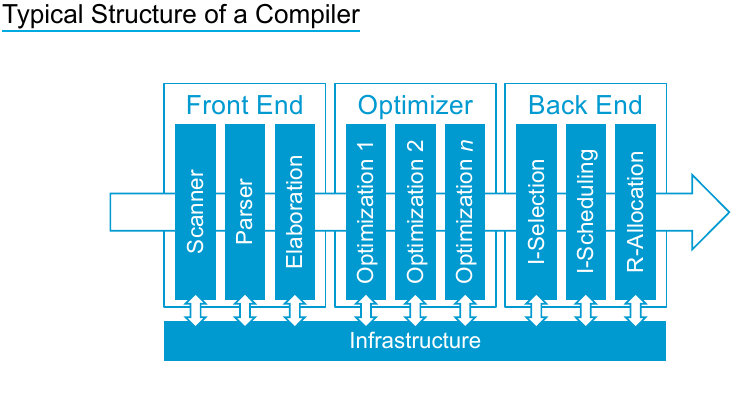 Typical Structure of a Compiler
Front End
Scanner
Parser
Elaboration
Optimizer
Optimization 1
Optimization 2
Optimization n
Back End
I-Selection
I-Scheduling
R-Allocation
Infrastructure